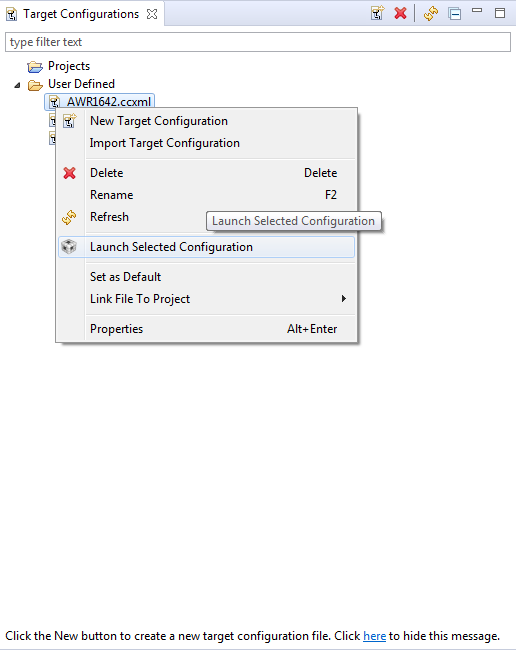 Target Configurations
type filter text
Projects
User Defined
AWR1642.ccxml
New Target Configuration
Import Target Configuration
Delete Delete
Rename F2
Refresh
Launch Selected Configuration
Launch Selected Configuration
Set as Default
Link File To Project
Properties Alt+Enter
Click the New button to create a new target configuration file. Click here to hide this message.